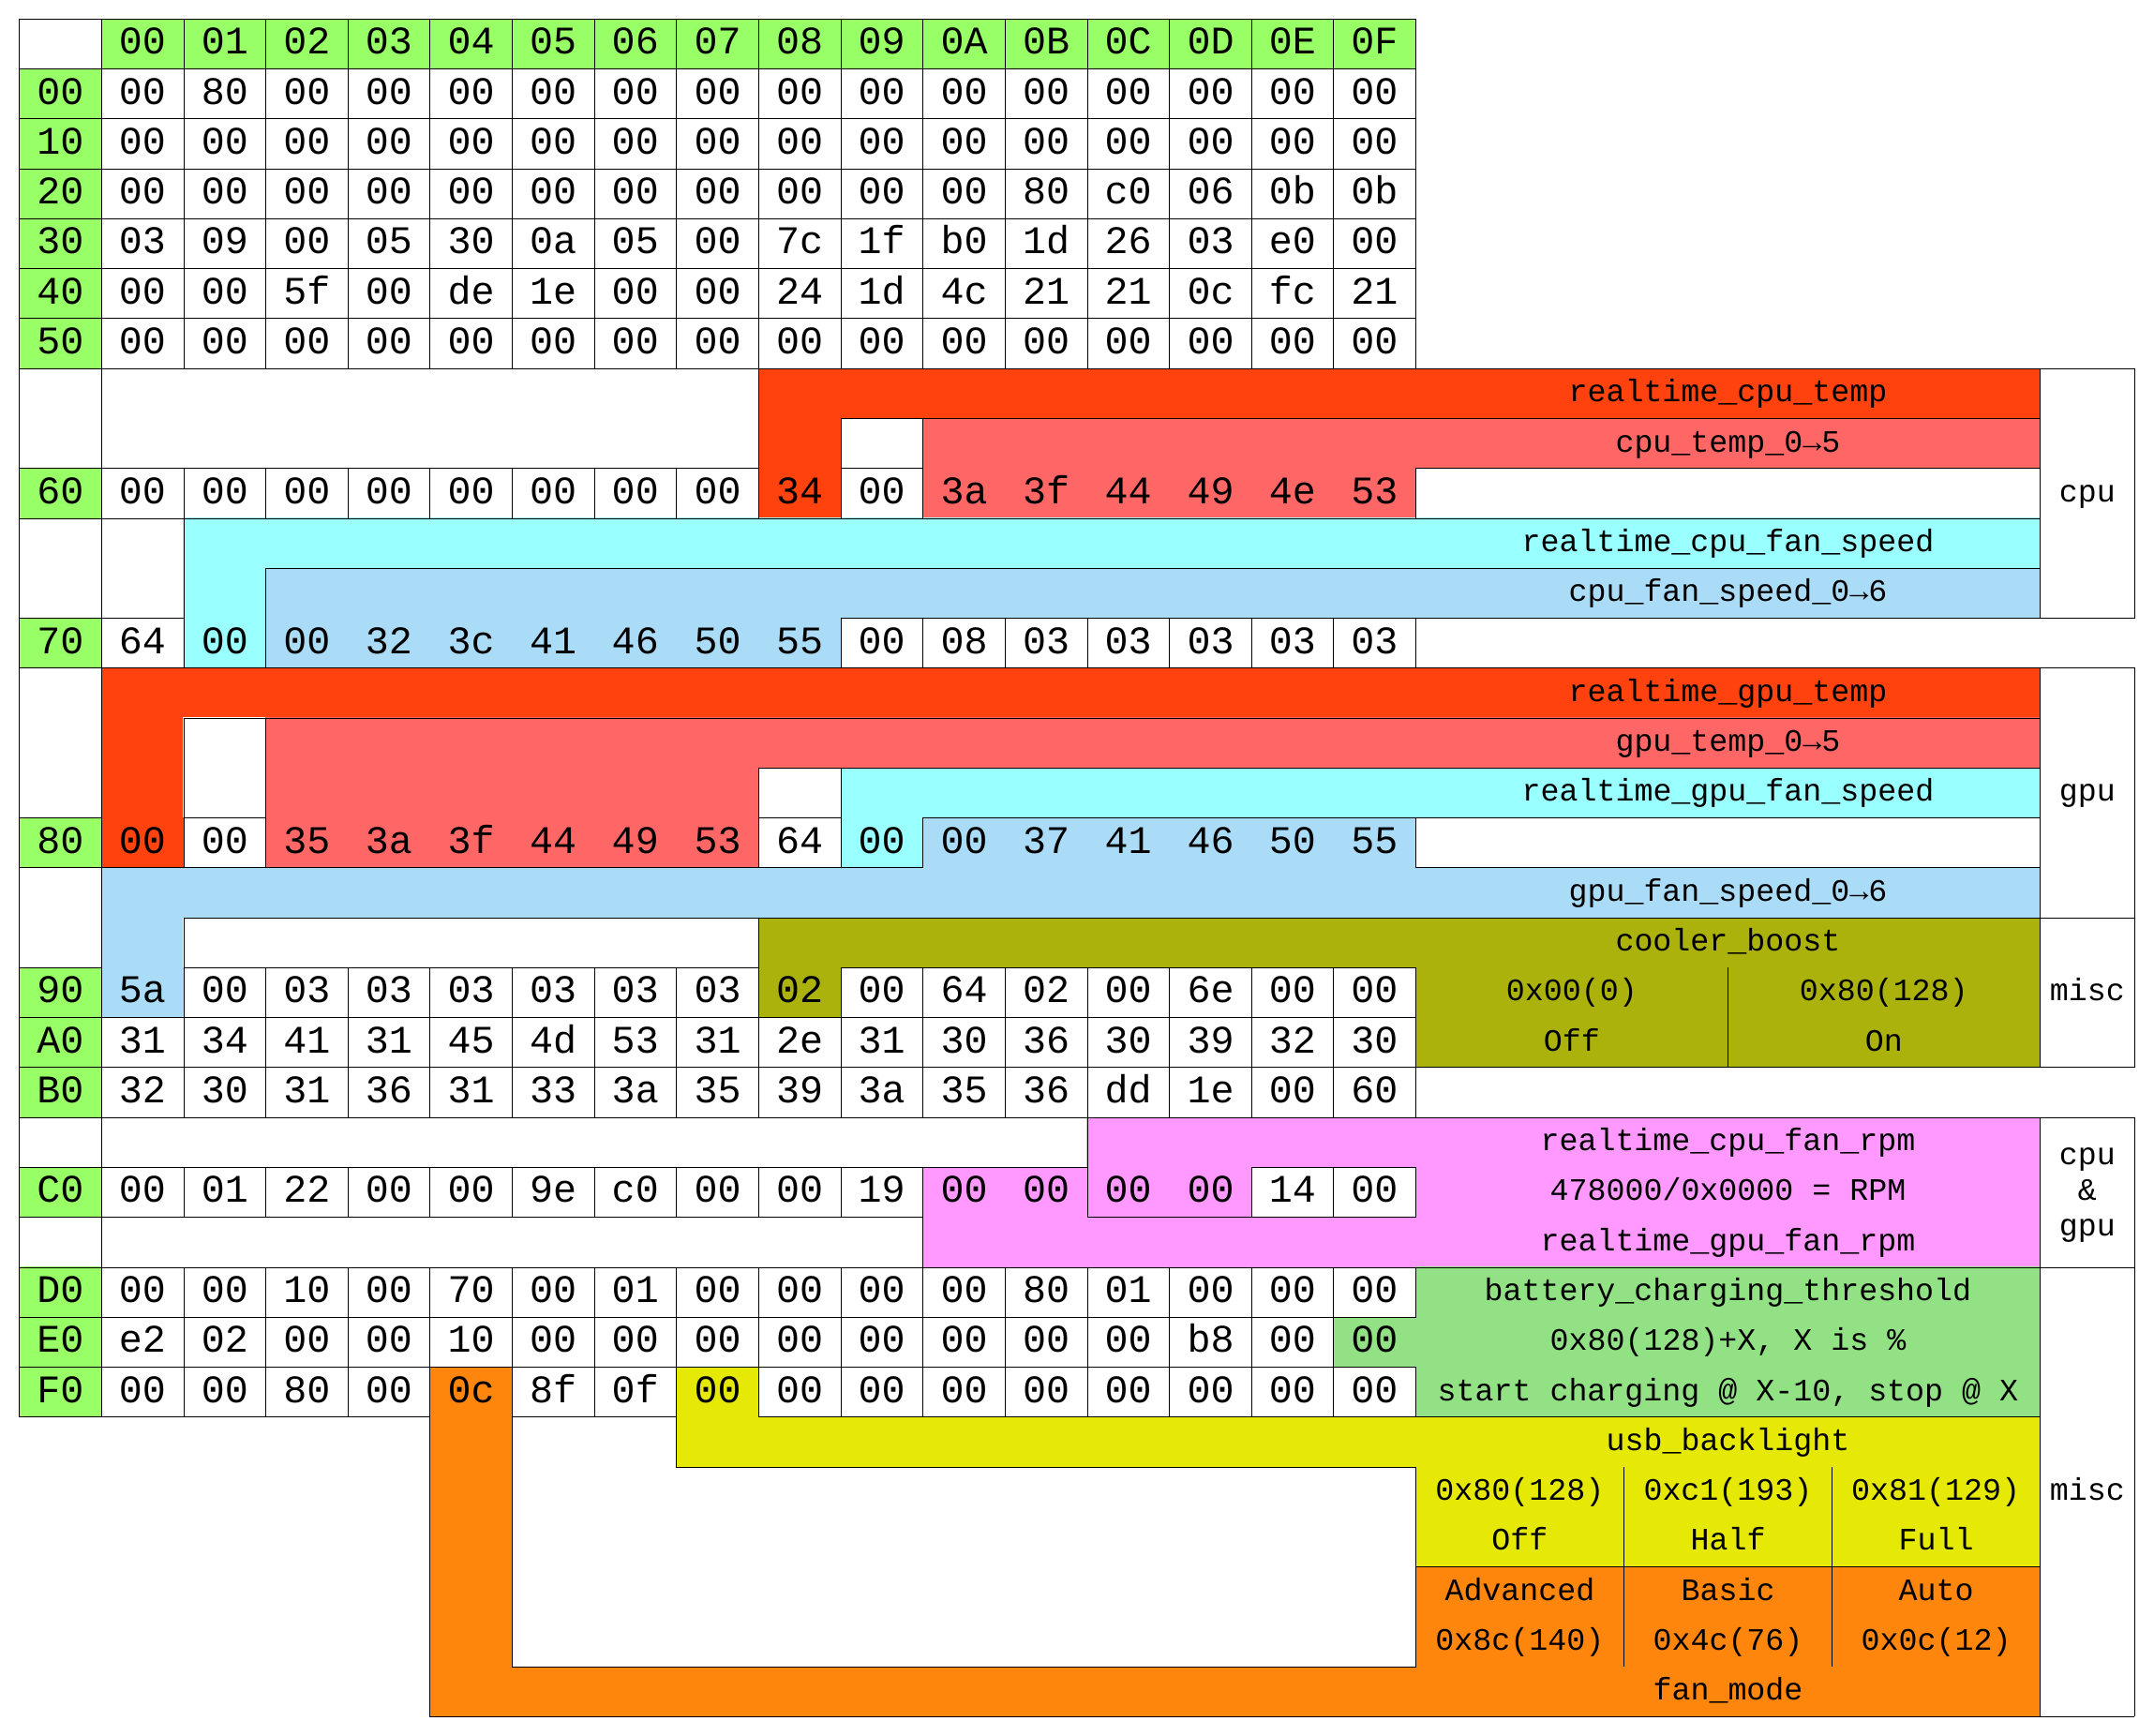 00 01 02 03 04 05 06 07 08 09 0A 0B 0C 0D 0E 0F
00 00 80 00 00 00 00 00 00 00 00 00 00 00 00 00 00
10 00 00 00 00 00 00 00 00 00 00 00 00 00 00 00 00
20 00 00 00 00 00 00 00 00 00 00 00 80 c0 06 0b 0b
30 03 09 00 05 30 0a 05 00 7c 1f b0 1d 26 03 e0 00
40 00 00 5f 00 de 1e 00 00 24 1d 4c 21 21 0c fc 21
50 00 00 00 00 00 00 00 00 00 00 00 00 00 00 00 00
realtime_cpu_temp
cpu_temp_0→5
60 00 00 00 00 00 00 00 00 34 00 3a 3f 44 49 4e 53 cpu
realtime_cpu_fan_speed
cpu_fan_speed_0→6
70 64 00 00 32 3c 41 46 50 55 00 08 03 03 03 03 03
realtime_gpu_temp
gpu_temp_0→5
realtime_gpu_fan_speed gpu
80 00 00 35 3a 3f 44 49 53 64 00 00 37 41 46 50 55
gpu_fan_speed_0→6
cooler_boost
90 5a 00 03 03 03 03 03 03 02 00 64 02 00 6e 00 00 0x00(0) 0x80(128) misc
A0 31 34 41 31 45 4d 53 31 2e 31 30 36 30 39 32 30 Off On
B0 32 30 31 36 31 33 3a 35 39 3a 35 36 dd 1e 00 60
realtime_cpu_fan_rpm cpu
C0 00 01 22 00 00 9e c0 00 00 19 00 00 00 00 14 00 478000/0x0000 = RPM &
realtime_gpu_fan_rpm gpu
D0 00 00 10 00 70 00 01 00 00 00 00 80 01 00 00 00 battery_charging_threshold
E0 e2 02 00 00 10 00 00 00 00 00 00 00 00 b8 00 00 0x80(128)+X, X is %
F0 00 00 80 00 0c 8f 0f 00 00 00 00 00 00 00 00 00 start charging @ X-10, stop @ X
usb_backlight
0x80(128) 0xc1(193) 0x81(129) misc
Off Half Full
Advanced Basic Auto
0x8c(140) 0x4c(76) 0x0c(12)
fan_mode